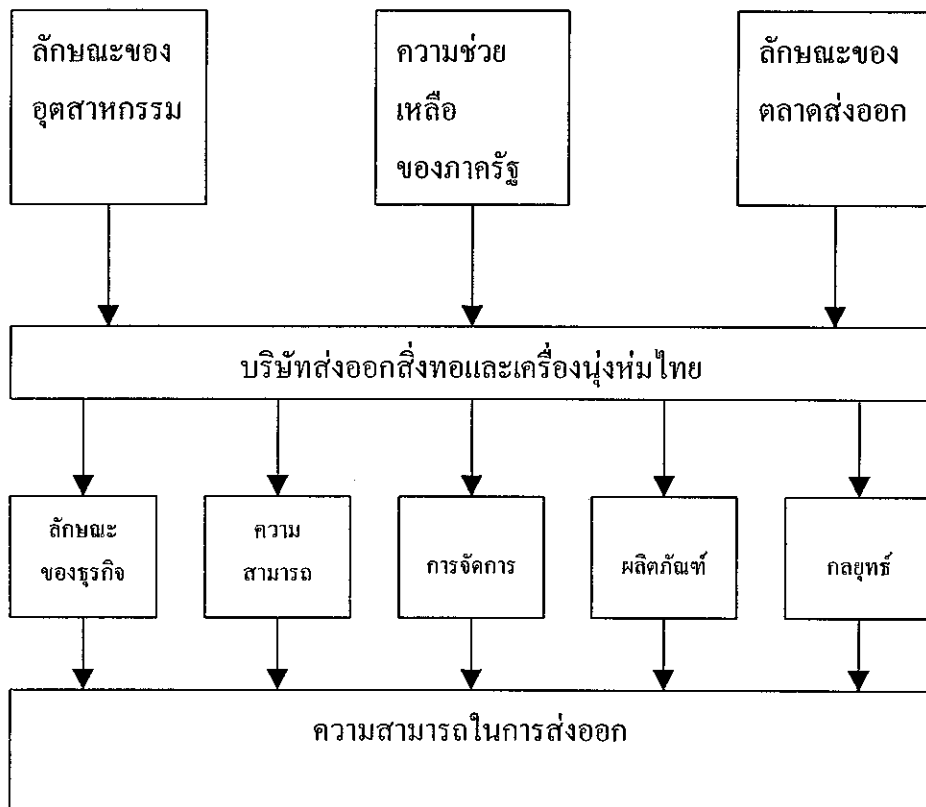 ลักษณะของ
อุตสาหกรรม
ความช่วย
เหลือ
ของภาครัฐ
ลักษณะของ
ตลาดส่งออก
บริษัทส่งออกสิ่งทอและเครื่องนุ่งห่มไทย
ลักษณะ
ของธุรกิจ
ความ
สามารถ
การจัดการ
ผลิตภัณฑ์
กลยุทธ์
ความสามารถในการส่งออก